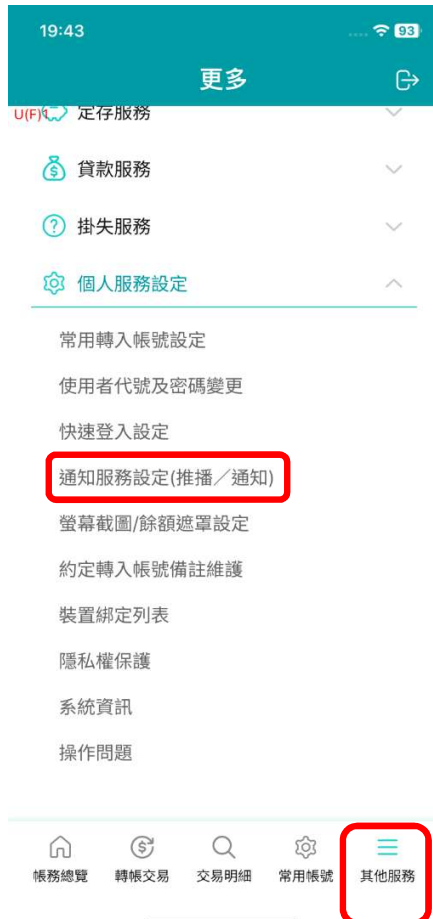 19:43
93
更多
U(F)1
定存服務
貸款服務
掛失服務
個人服務設定
常用轉入帳號設定
使用者代號及密碼變更
快速登入設定
通知服務設定(推播／通知)
螢幕截圖/餘額遮罩設定
約定轉入帳號備註維護
裝置綁定列表
隱私權保護
系統資訊
操作問題
帳務總覽 轉帳交易 交易明細 常用帳號 其他服務